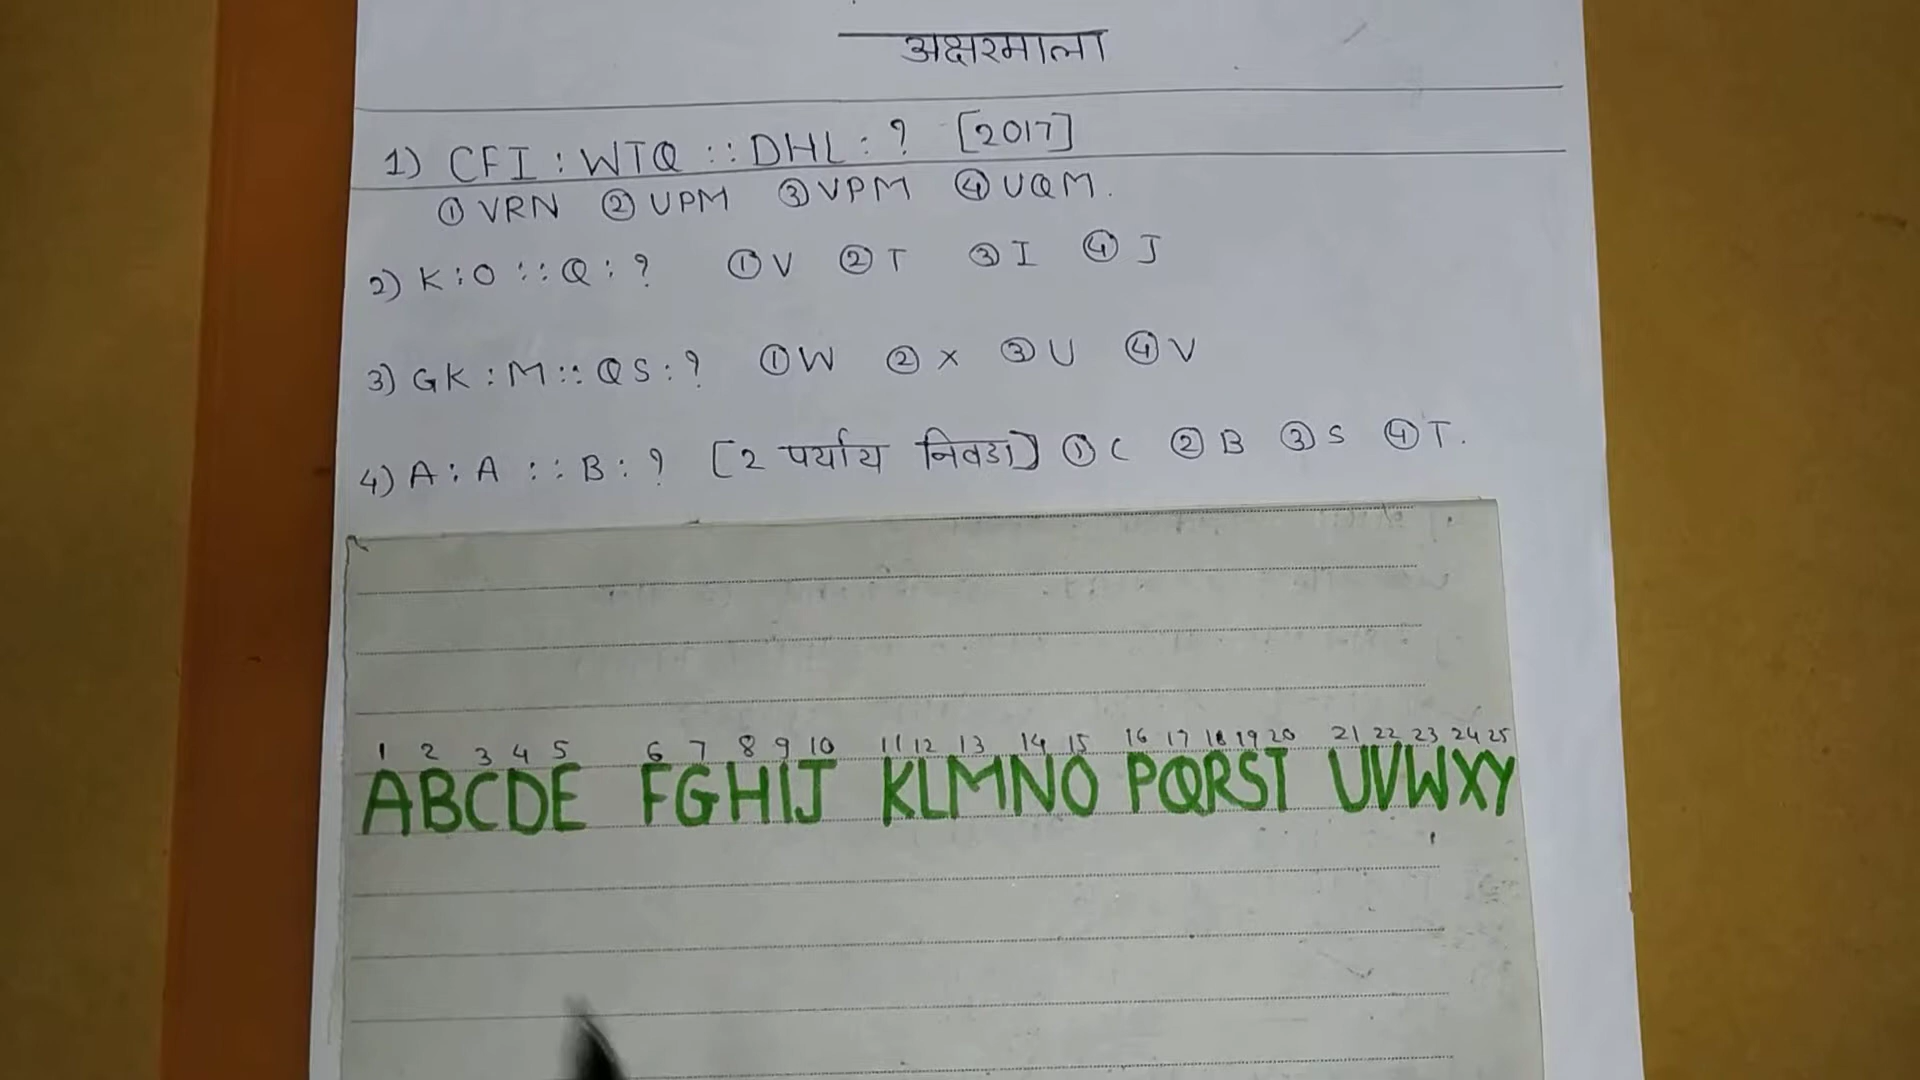 अक्षरमाला
1) CFI : WTQ :: DHL : ? [2017]
① VRN ② UPM ③ VPM ④ UQM.
2) K : O :: Q : ? ① V ② T ③ I ④ J
3) GK : M :: QS : ? ① W ② X ③ U ④ V
4) A : A :: B : ? [2 पर्याय निवडा] ① C ② B ③ S ④ T.
1 2 3 4 5 6 7 8 9 10 11 12 13 14 15 16 17 18 19 20 21 22 23 24 25
ABCDE FGHIJ KLMNO PQRST UVWXY